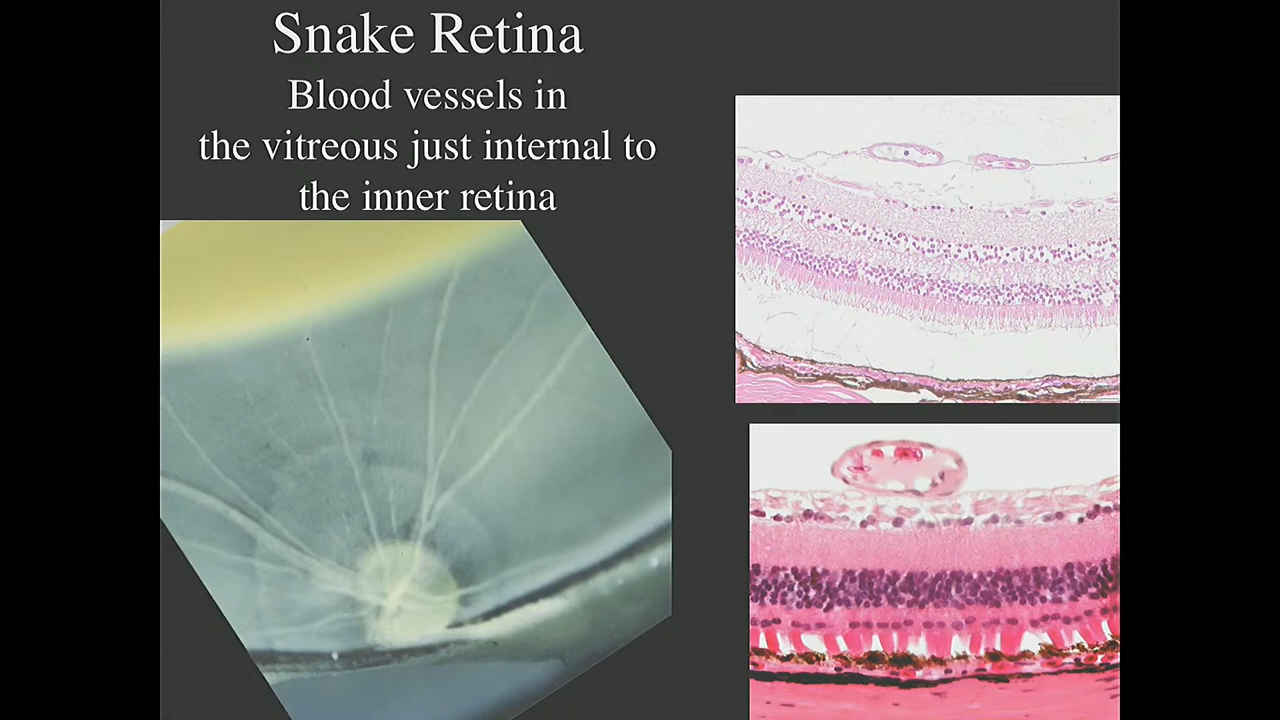 Snake Retina
Blood vessels in
the vitreous just internal to
the inner retina